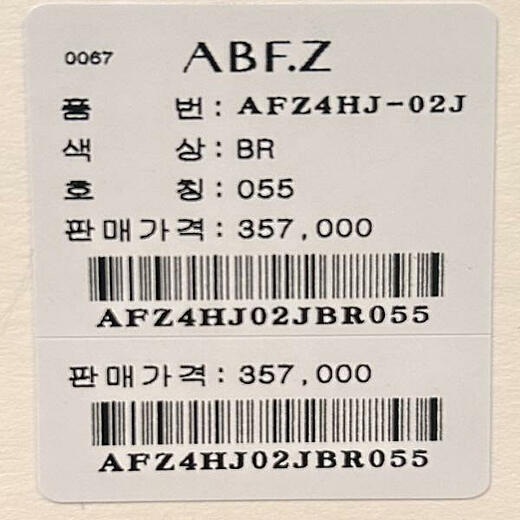 0067 ABF.Z
품 번: AFZ4HJ-02J
색 상: BR
호 칭: 055
판매가격: 357,000
AFZ4HJ02JBR055
판매가격: 357,000
AFZ4HJ02JBR055